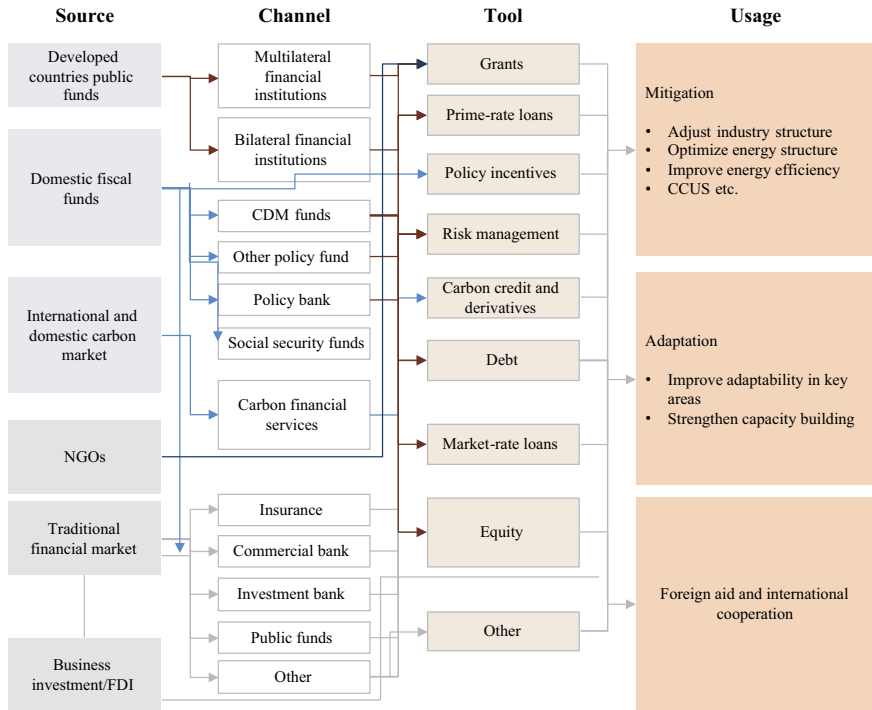 Source
Channel
Tool
Usage
Developed
countries public
funds
Domestic fiscal
funds
International and
domestic carbon
market
NGOs
Traditional
financial market
Business
investment/FDI
Multilateral
financial
institutions
Bilateral financial
institutions
CDM funds
Other policy fund
Policy bank
Social security funds
Carbon financial
services
Insurance
Commercial bank
Investment bank
Public funds
Other
Grants
Prime-rate loans
Policy incentives
Risk management
Carbon credit and
derivatives
Debt
Market-rate loans
Equity
Other
Mitigation
• Adjust industry structure
• Optimize energy structure
• Improve energy efficiency
• CCUS etc.
Adaptation
• Improve adaptability in key
areas
• Strengthen capacity building
Foreign aid and international
cooperation